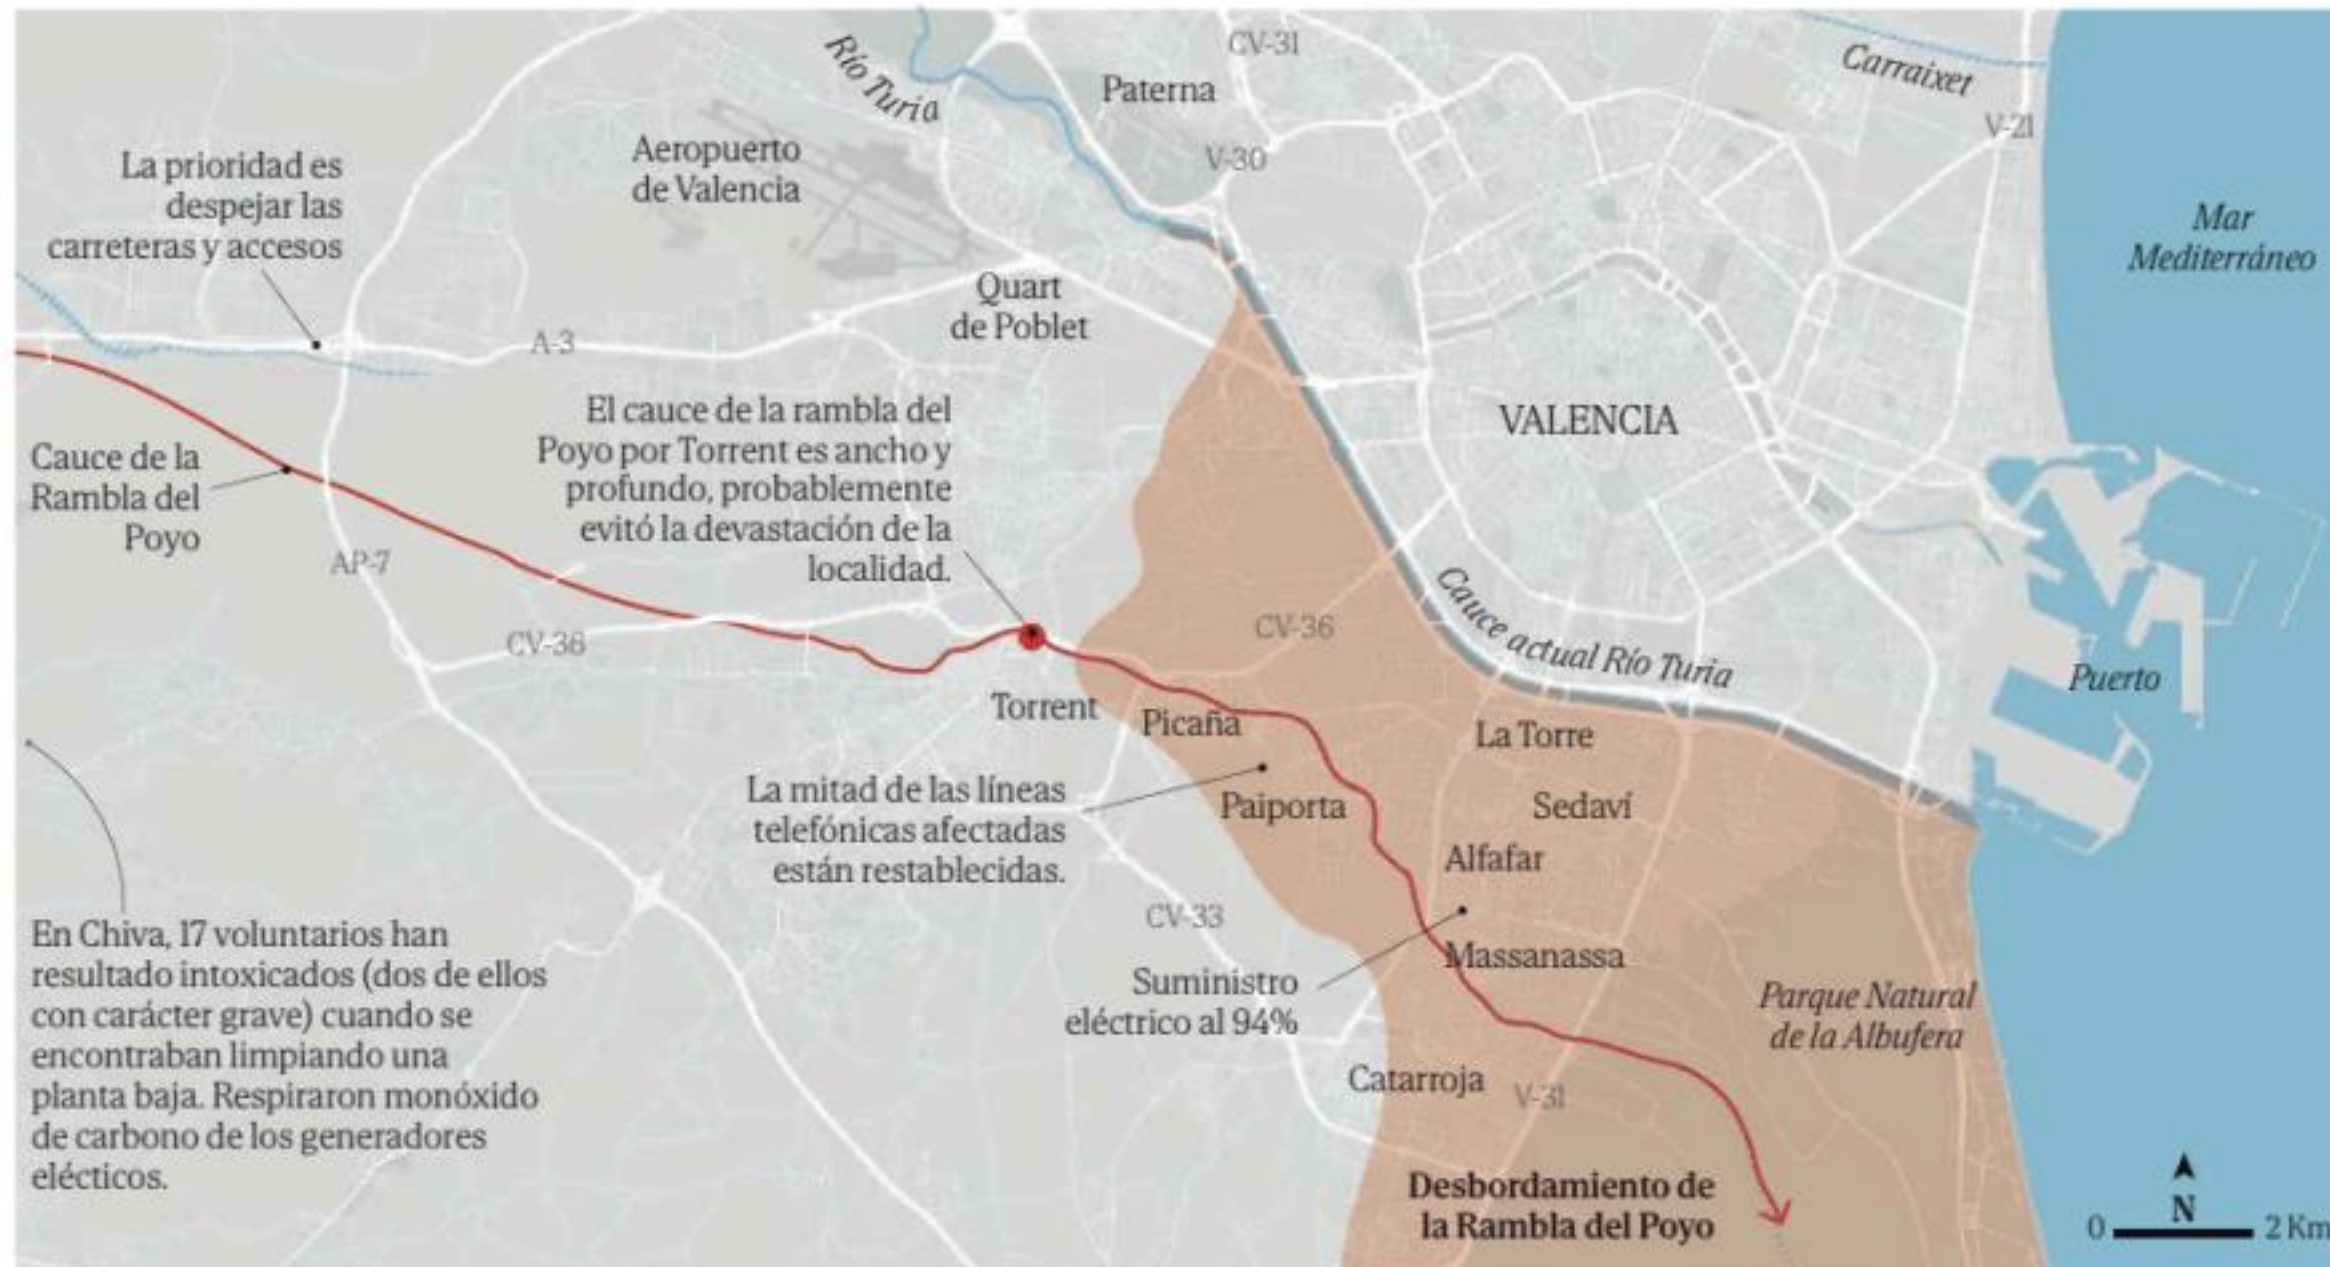 Río Turia
CV-31
Paterna
Carraixet
V-21
V-30
Aeropuerto
de Valencia
La prioridad es
despejar las
carreteras y accesos
Mar
Mediterráneo
Quart
de Poblet
A-3
El cauce de la rambla del
Poyo por Torrent es ancho y
profundo, probablemente
evitó la devastación de la
localidad.
VALENCIA
Cauce de la
Rambla del
Poyo
AP-7
CV-36
CV-36
Cauce actual Río Turia
Puerto
Torrent
Picaña
La Torre
La mitad de las líneas
telefónicas afectadas
están restablecidas.
Paiporta
Sedaví
Alfafar
CV-33
Massanassa
Suministro
eléctrico al 94%
Parque Natural
de la Albufera
En Chiva, 17 voluntarios han
resultado intoxicados (dos de ellos
con carácter grave) cuando se
encontraban limpiando una
planta baja. Respiraron monóxido
de carbono de los generadores
elécticos.
Catarroja
V-31
Desbordamiento de
la Rambla del Poyo
N
0 2 Km